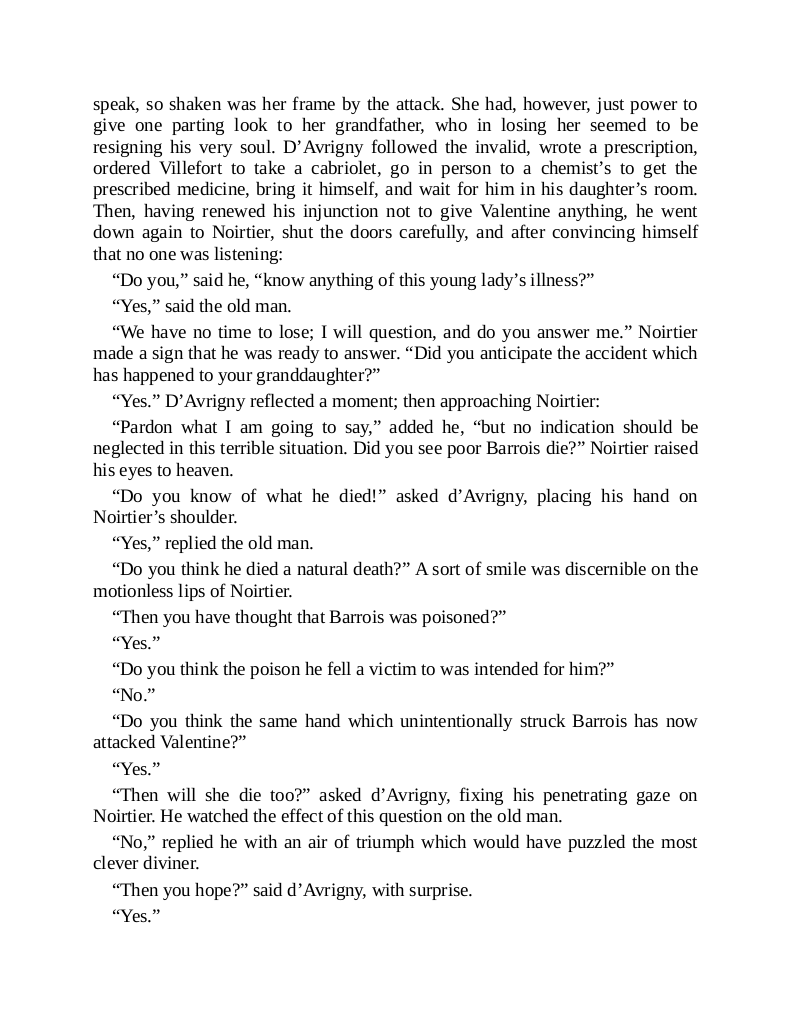 speak, so shaken was her frame by the attack. She had, however, just power to
give one parting look to her grandfather, who in losing her seemed to be
resigning his very soul. D’Avrigny followed the invalid, wrote a prescription,
ordered Villefort to take a cabriolet, go in person to a chemist’s to get the
prescribed medicine, bring it himself, and wait for him in his daughter’s room.
Then, having renewed his injunction not to give Valentine anything, he went
down again to Noirtier, shut the doors carefully, and after convincing himself
that no one was listening:
“Do you,” said he, “know anything of this young lady’s illness?”
“Yes,” said the old man.
“We have no time to lose; I will question, and do you answer me.” Noirtier
made a sign that he was ready to answer. “Did you anticipate the accident which
has happened to your granddaughter?”
“Yes.” D’Avrigny reflected a moment; then approaching Noirtier:
“Pardon what I am going to say,” added he, “but no indication should be
neglected in this terrible situation. Did you see poor Barrois die?” Noirtier raised
his eyes to heaven.
“Do you know of what he died!” asked d’Avrigny, placing his hand on
Noirtier’s shoulder.
“Yes,” replied the old man.
“Do you think he died a natural death?” A sort of smile was discernible on the
motionless lips of Noirtier.
“Then you have thought that Barrois was poisoned?”
“Yes.”
“Do you think the poison he fell a victim to was intended for him?”
“No.”
“Do you think the same hand which unintentionally struck Barrois has now
attacked Valentine?”
“Yes.”
“Then will she die too?” asked d’Avrigny, fixing his penetrating gaze on
Noirtier. He watched the effect of this question on the old man.
“No,” replied he with an air of triumph which would have puzzled the most
clever diviner.
“Then you hope?” said d’Avrigny, with surprise.
“Yes.”